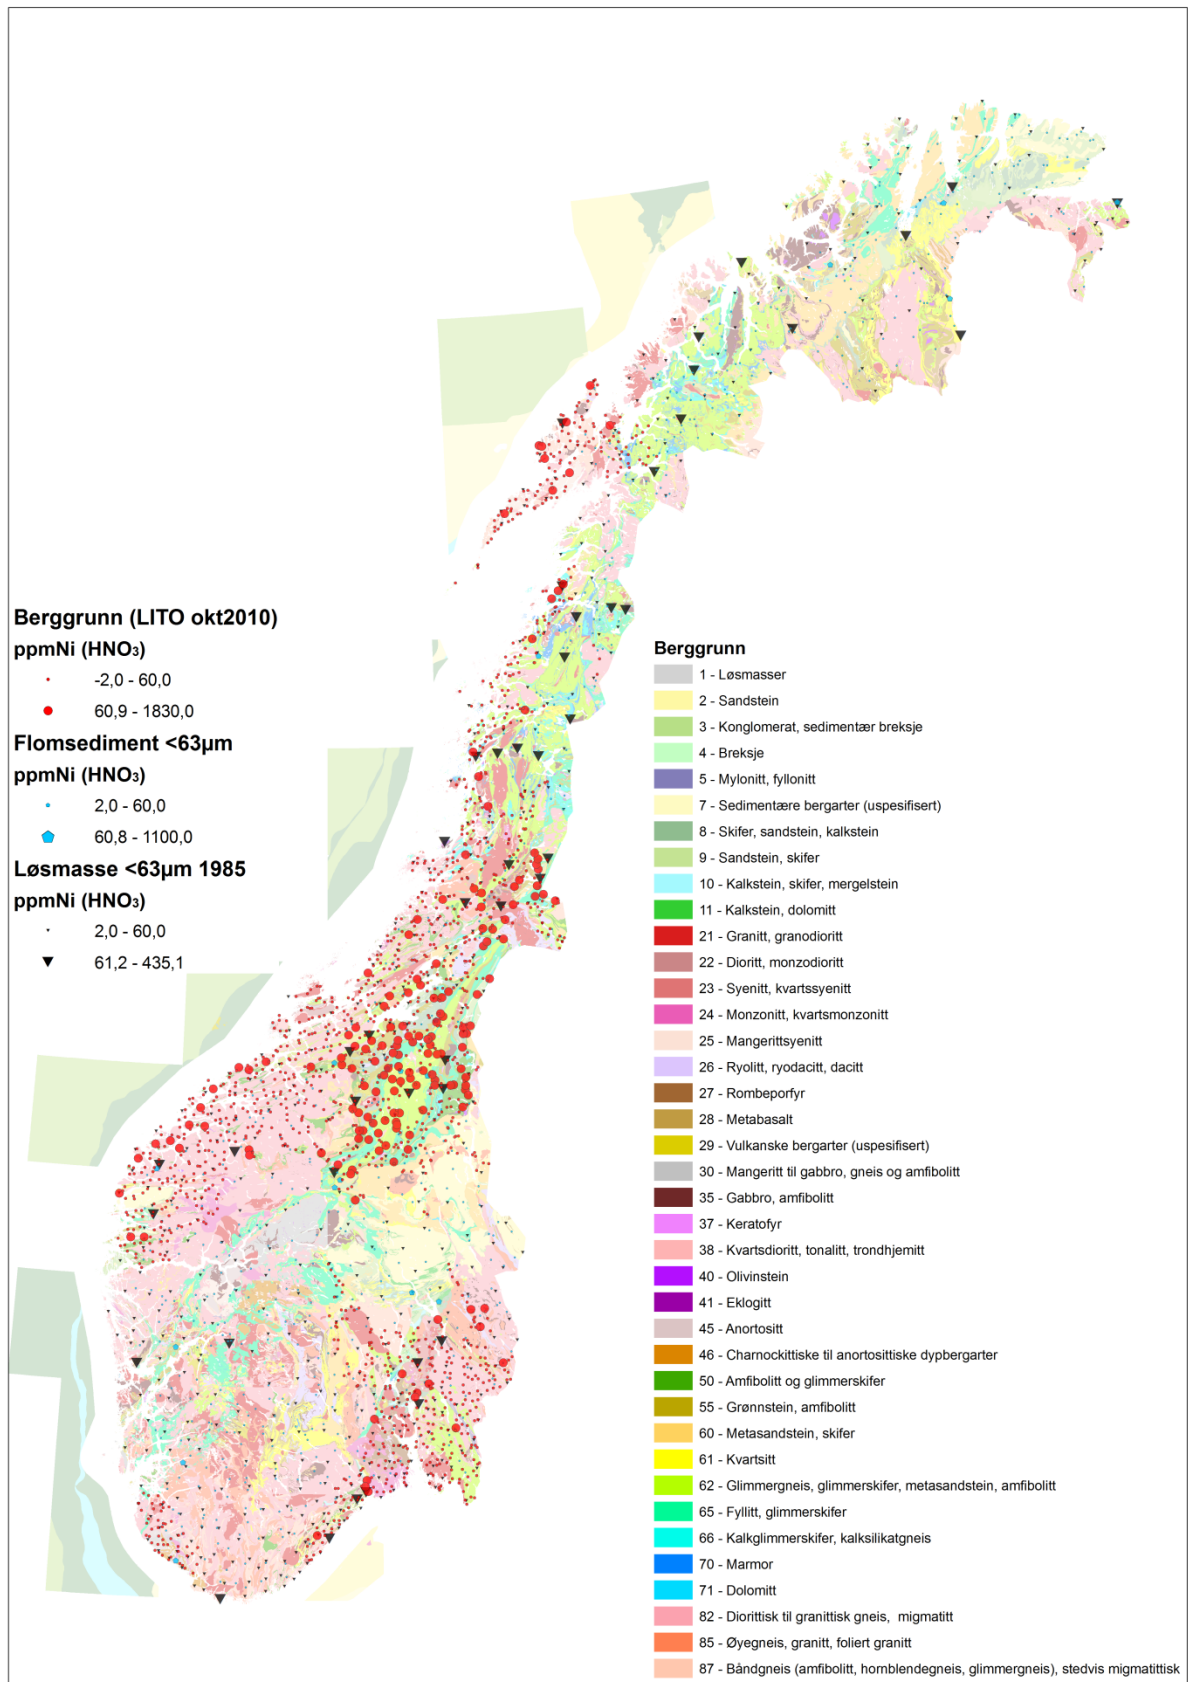 Berggrunn (LITO okt2010)
ppmNi (HNO₃)
-2,0 - 60,0
60,9 - 1830,0
Flomsediment <63µm
ppmNi (HNO₃)
2,0 - 60,0
60,8 - 1100,0
Løsmasse <63µm 1985
ppmNi (HNO₃)
2,0 - 60,0
61,2 - 435,1
Berggrunn
1 - Løsmasser
2 - Sandstein
3 - Konglomerat, sedimentær breksje
4 - Breksje
5 - Mylonitt, fyllonitt
7 - Sedimentære bergarter (uspesifisert)
8 - Skifer, sandstein, kalkstein
9 - Sandstein, skifer
10 - Kalkstein, skifer, mergelstein
11 - Kalkstein, dolomitt
21 - Granitt, granodioritt
22 - Dioritt, monzodioritt
23 - Syenitt, kvartssyenitt
24 - Monzonitt, kvartsmonzonitt
25 - Mangerittsyenitt
26 - Ryolitt, ryodacitt, dacitt
27 - Rombeporfyr
28 - Metabasalt
29 - Vulkanske bergarter (uspesifisert)
30 - Mangeritt til gabbro, gneis og amfibolitt
35 - Gabbro, amfibolitt
37 - Keratofyr
38 - Kvartsdioritt, tonalitt, trondhjemitt
40 - Olivinstein
41 - Eklogitt
45 - Anortositt
46 - Charnockittiske til anortosittiske dypbergarter
50 - Amfibolitt og glimmerskifer
55 - Grønnstein, amfibolitt
60 - Metasandstein, skifer
61 - Kvartsitt
62 - Glimmergneis, glimmerskifer, metasandstein, amfibolitt
65 - Fyllitt, glimmerskifer
66 - Kalkglimmerskifer, kalksilikatgneis
70 - Marmor
71 - Dolomitt
82 - Diorittisk til granittisk gneis, migmatitt
85 - Øyegneis, granitt, foliert granitt
87 - Båndgneis (amfibolitt, hornblendegneis, glimmergneis), stedvis migmatittisk